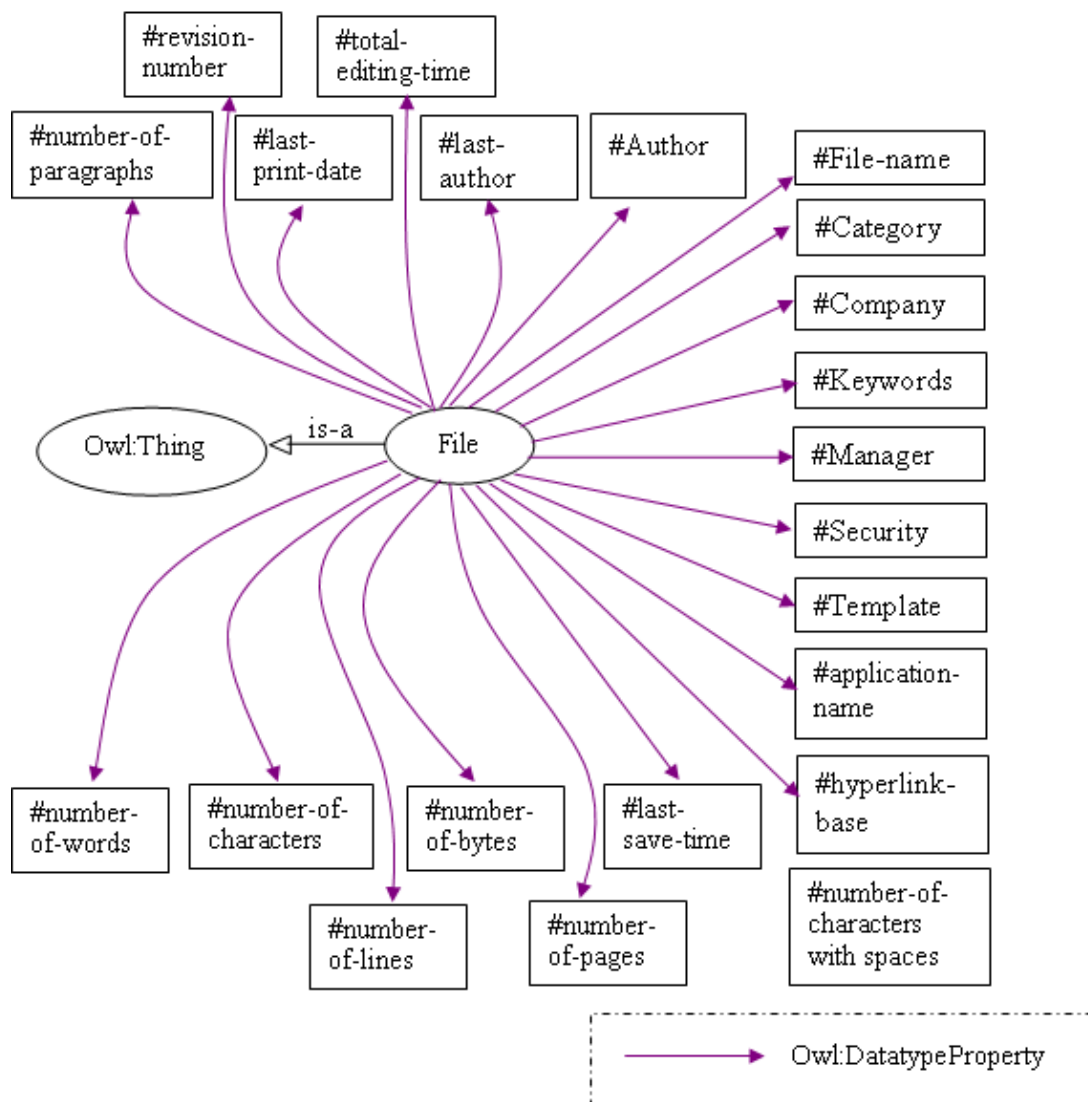 #revision-
number
#total-
editing-time
#number-of-
paragraphs
#last-
print-date
#last-
author
#Author
#File-name
#Category
#Company
#Keywords
Owl:Thing
is-a
File
#Manager
#Security
#Template
#application-
name
#number-
of-words
#number-of-
characters
#number-
of-bytes
#last-
save-time
#hyperlink-
base
#number-
of-lines
#number-
of-pages
#number-of-
characters
with spaces
Owl:DatatypeProperty